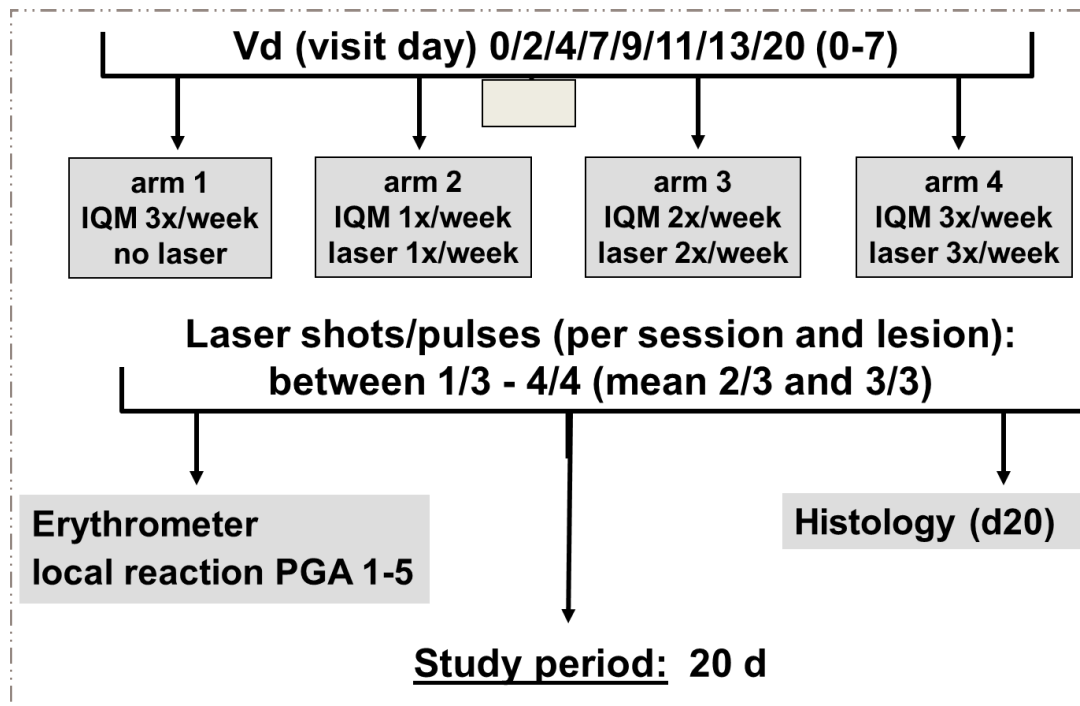 Vd (visit day) 0/2/4/7/9/11/13/20 (0-7)
arm 1
IQM 3x/week
no laser
arm 2
IQM 1x/week
laser 1x/week
arm 3
IQM 2x/week
laser 2x/week
arm 4
IQM 3x/week
laser 3x/week
Laser shots/pulses (per session and lesion):
between 1/3 - 4/4 (mean 2/3 and 3/3)
Erythrometer
local reaction PGA 1-5
Histology (d20)
Study period: 20 d